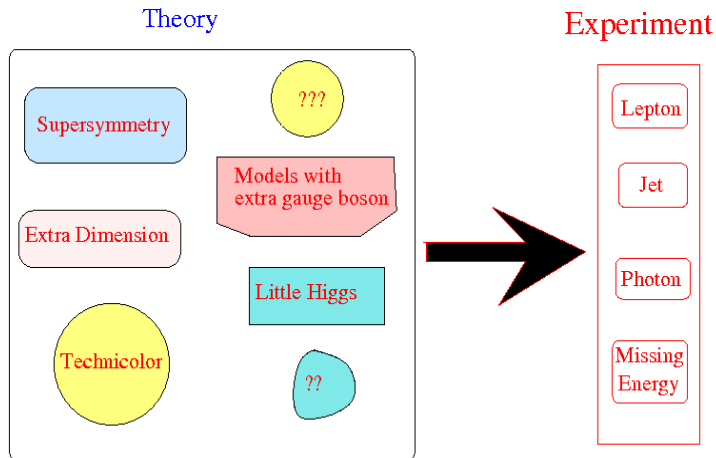 Theory
Experiment
Supersymmetry
???
Models with
extra gauge boson
Extra Dimension
Little Higgs
Technicolor
??
Lepton
Jet
Photon
Missing
Energy